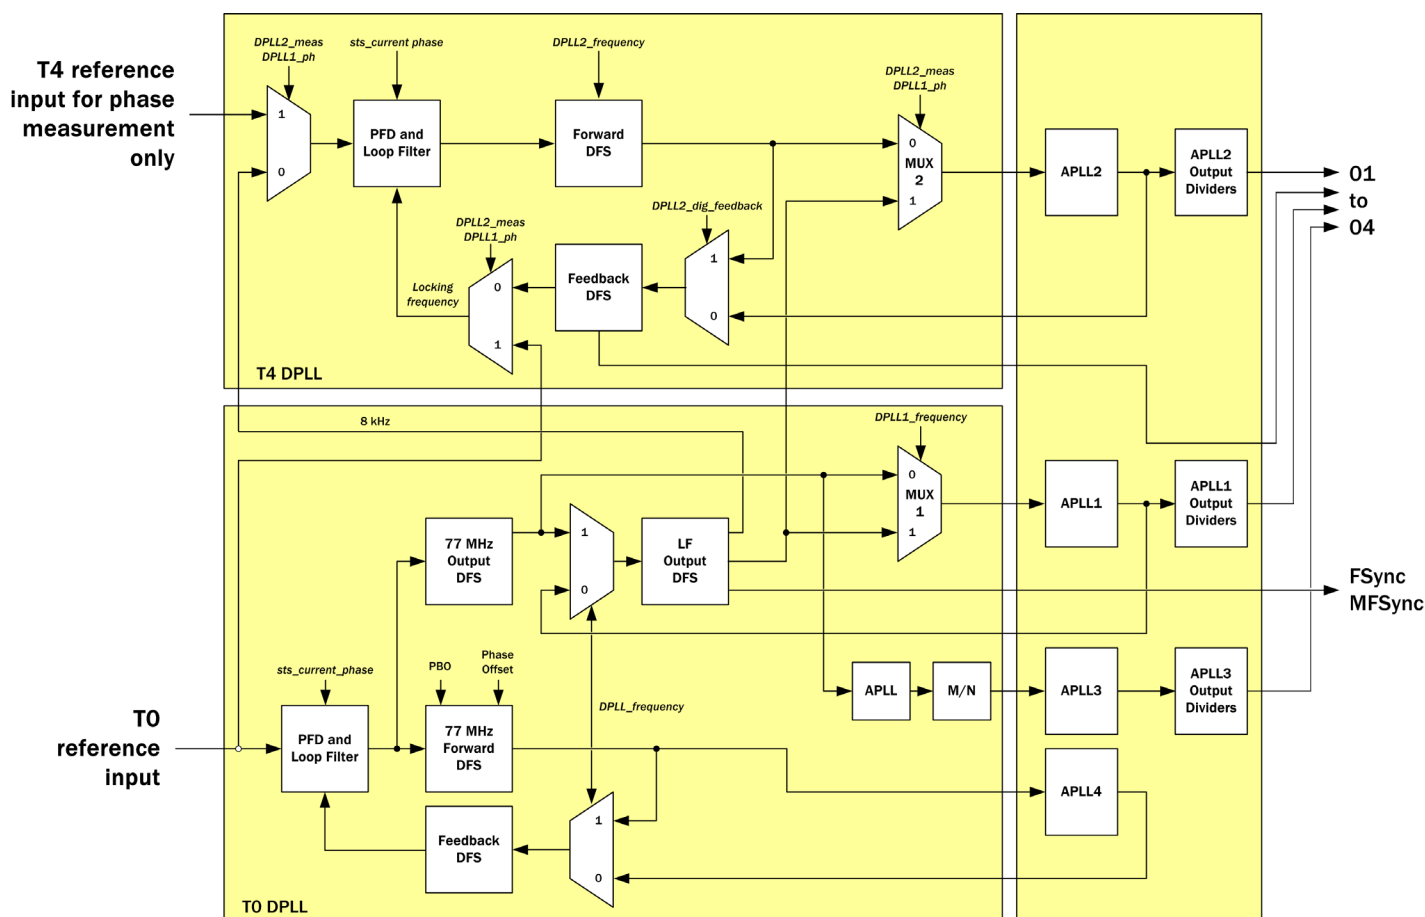 DPLL2_meas
DPLL1_ph
sts_current phase
DPLL2_frequency
DPLL2_meas
DPLL1_ph
T4 reference
input for phase
measurement
only
1
0
PFD and
Loop Filter
Forward
DFS
0
MUX
2
1
APLL2
APLL2
Output
Dividers
O1
to
O4
DPLL2_meas
DPLL1_ph
DPLL2_dig_feedback
Locking
frequency
0
1
Feedback
DFS
1
0
T4 DPLL
8 kHz
DPLL1_frequency
0
MUX
1
1
APLL1
APLL1
Output
Dividers
77 MHz
Output
DFS
1
0
LF
Output
DFS
FSync
MFSync
sts_current_phase
PBO
Phase
Offset
DPLL_frequency
APLL
M/N
APLL3
APLL3
Output
Dividers
T0
reference
input
PFD and
Loop Filter
77 MHz
Forward
DFS
APLL4
Feedback
DFS
1
0
T0 DPLL